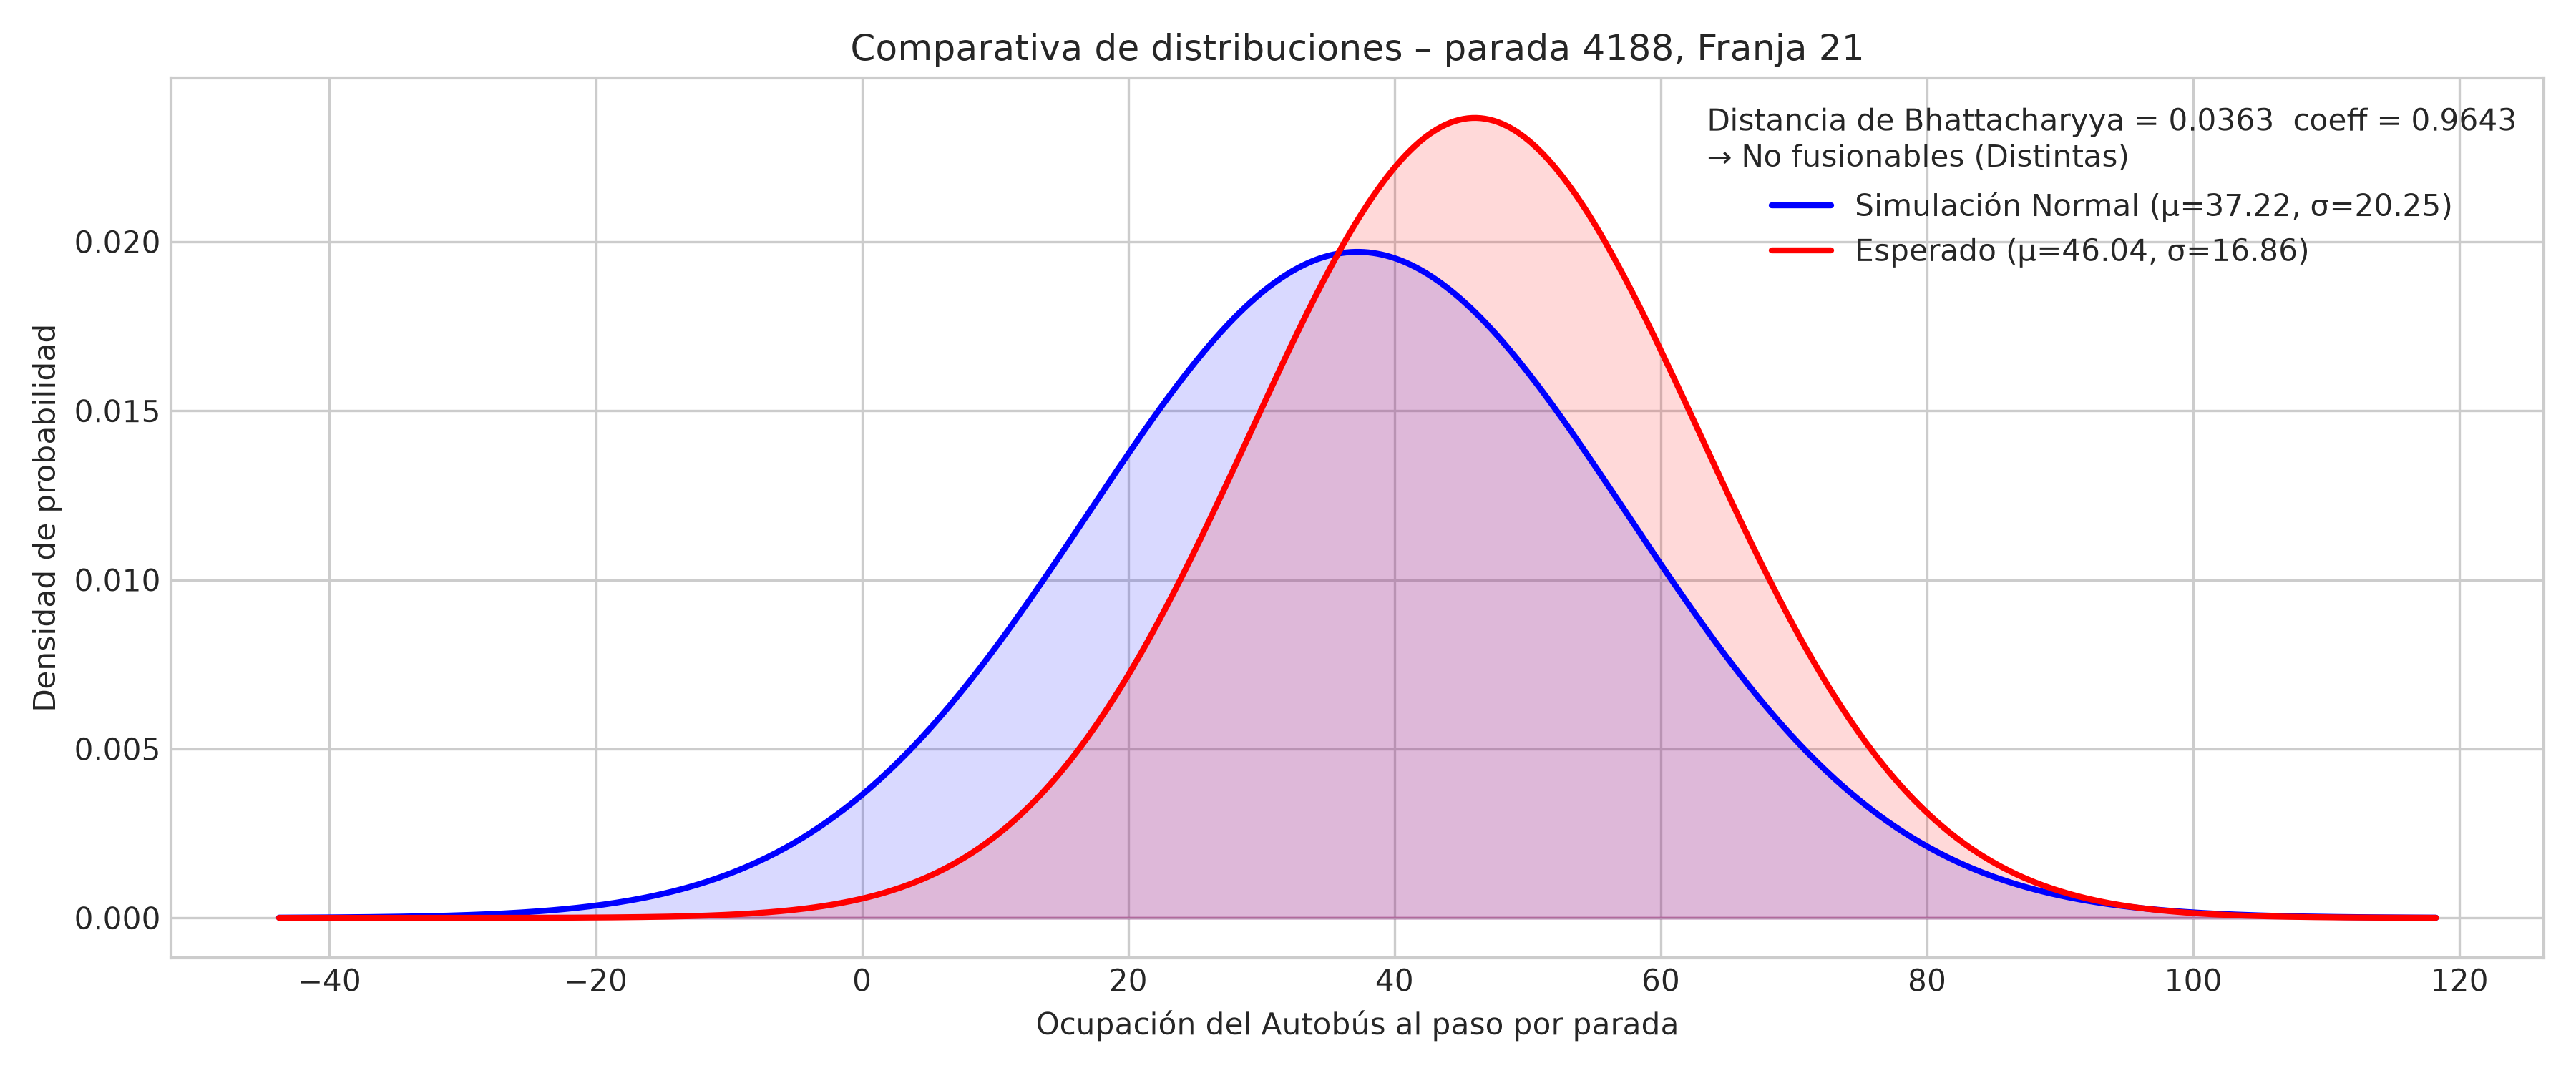 Comparativa de distribuciones – parada 4188, Franja 21
Distancia de Bhattacharyya = 0.0363  coeff = 0.9643
→ No fusionables (Distintas)
Simulación Normal (μ=37.22, σ=20.25)
Esperado (μ=46.04, σ=16.86)
Densidad de probabilidad
0.020
0.015
0.010
0.005
0.000
−40 −20 0 20 40 60 80 100 120
Ocupación del Autobús al paso por parada